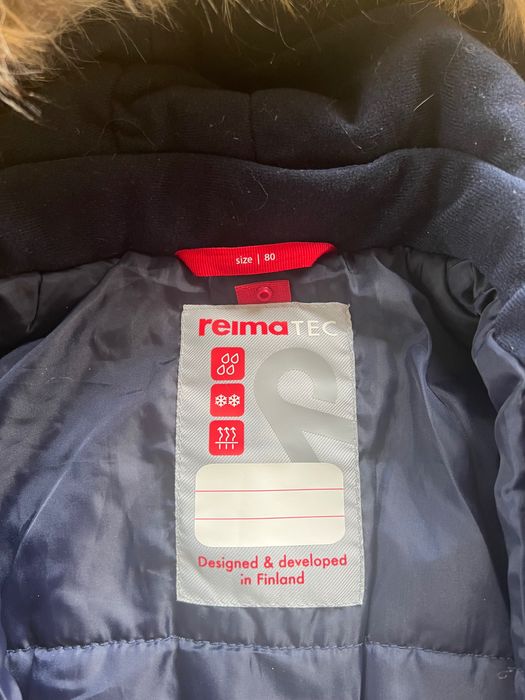 size | 80
reimaTEC
Designed & developed
in Finland